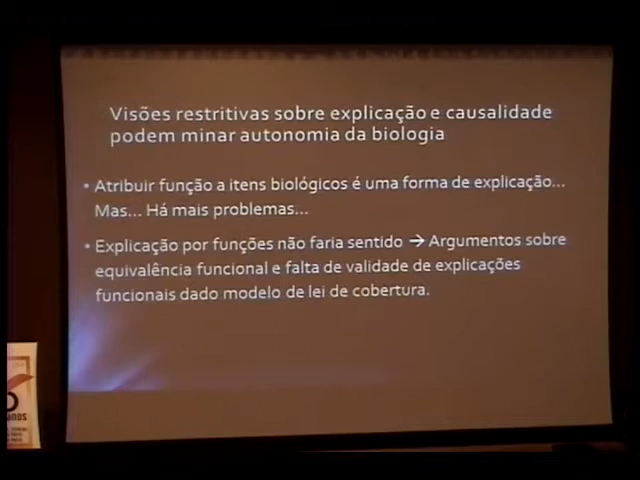 Visões restritivas sobre explicação e causalidade
podem minar autonomia da biologia
• Atribuir função a itens biológicos é uma forma de explicação...
Mas... Há mais problemas...
• Explicação por funções não faria sentido → Argumentos sobre
equivalência funcional e falta de validade de explicações
funcionais dado modelo de lei de cobertura.
anos